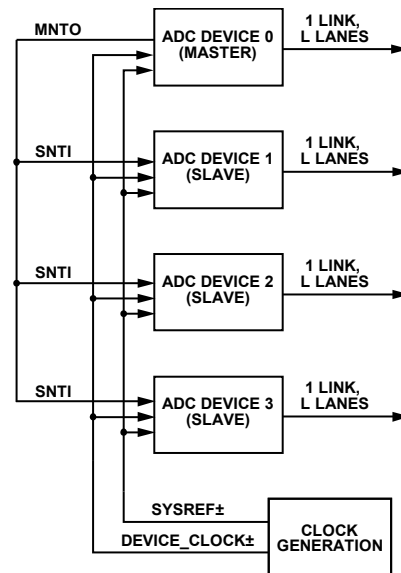 MNTO
ADC DEVICE 0
(MASTER)
1 LINK,
L LANES
SNTI
ADC DEVICE 1
(SLAVE)
1 LINK,
L LANES
SNTI
ADC DEVICE 2
(SLAVE)
1 LINK,
L LANES
SNTI
ADC DEVICE 3
(SLAVE)
1 LINK,
L LANES
SYSREF±
DEVICE_CLOCK±
CLOCK
GENERATION